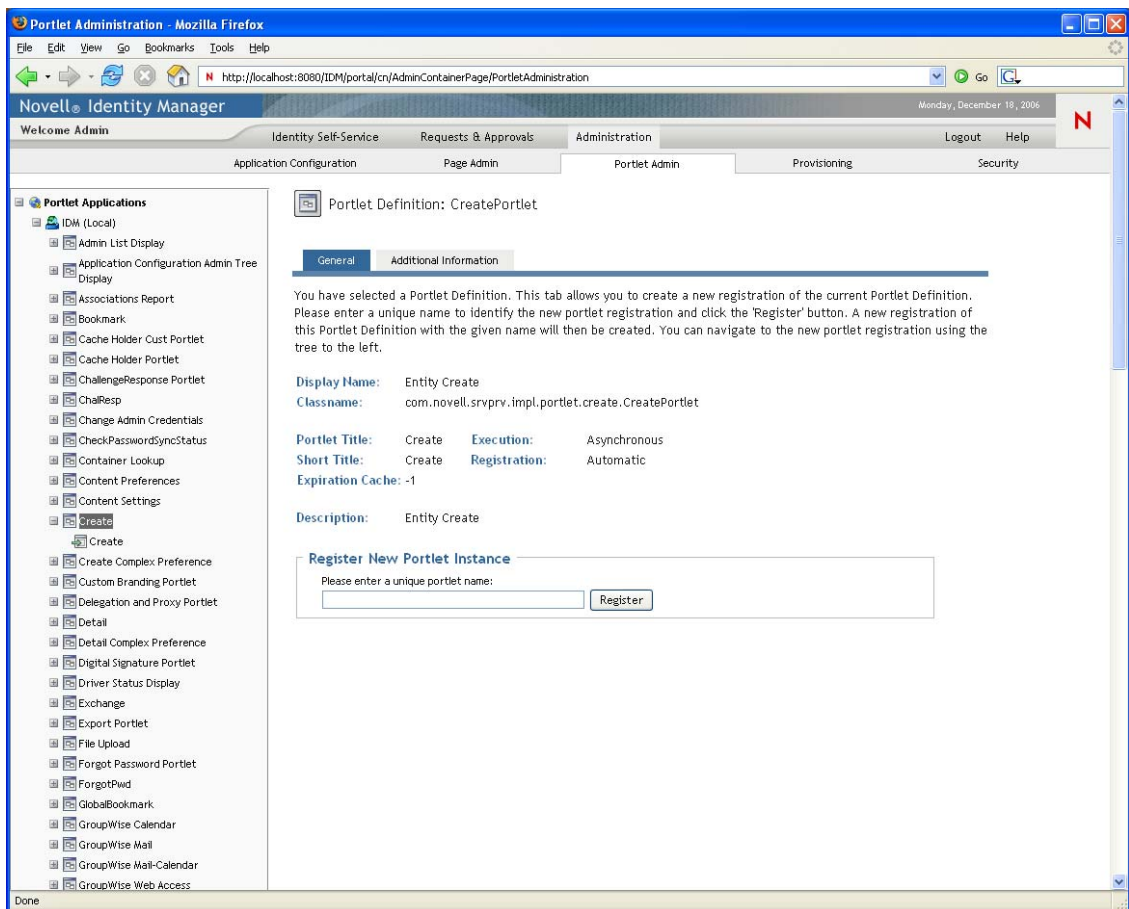 Portlet Administration - Mozilla Firefox
File Edit View Go Bookmarks Tools Help
N http://localhost:8080/IDM/portal/cn/AdminContainerPage/PortletAdministration Go G
Novell® Identity Manager Monday, December 18, 2006
N
Welcome Admin Identity Self-Service Requests & Approvals Administration Logout Help
Application Configuration Page Admin Portlet Admin Provisioning Security
Portlet Applications
IDM (Local)
Admin List Display
Application Configuration Admin Tree
Display
Associations Report
Bookmark
Cache Holder Cust Portlet
Cache Holder Portlet
ChallengeResponse Portlet
ChalResp
Change Admin Credentials
CheckPasswordSyncStatus
Container Lookup
Content Preferences
Content Settings
Create
Create
Create Complex Preference
Custom Branding Portlet
Delegation and Proxy Portlet
Detail
Detail Complex Preference
Digital Signature Portlet
Driver Status Display
Exchange
Export Portlet
File Upload
Forgot Password Portlet
ForgotPwd
GlobalBookmark
GroupWise Calendar
GroupWise Mail
GroupWise Mail-Calendar
GroupWise Web Access
Portlet Definition: CreatePortlet
General Additional Information
You have selected a Portlet Definition. This tab allows you to create a new registration of the current Portlet Definition.
Please enter a unique name to identify the new portlet registration and click the 'Register' button. A new registration of
this Portlet Definition with the given name will then be created. You can navigate to the new portlet registration using the
tree to the left.
Display Name: Entity Create
Classname: com.novell.srvprv.impl.portlet.create.CreatePortlet
Portlet Title: Create Execution: Asynchronous
Short Title: Create Registration: Automatic
Expiration Cache: -1
Description: Entity Create
Register New Portlet Instance
Please enter a unique portlet name:
Register
Done